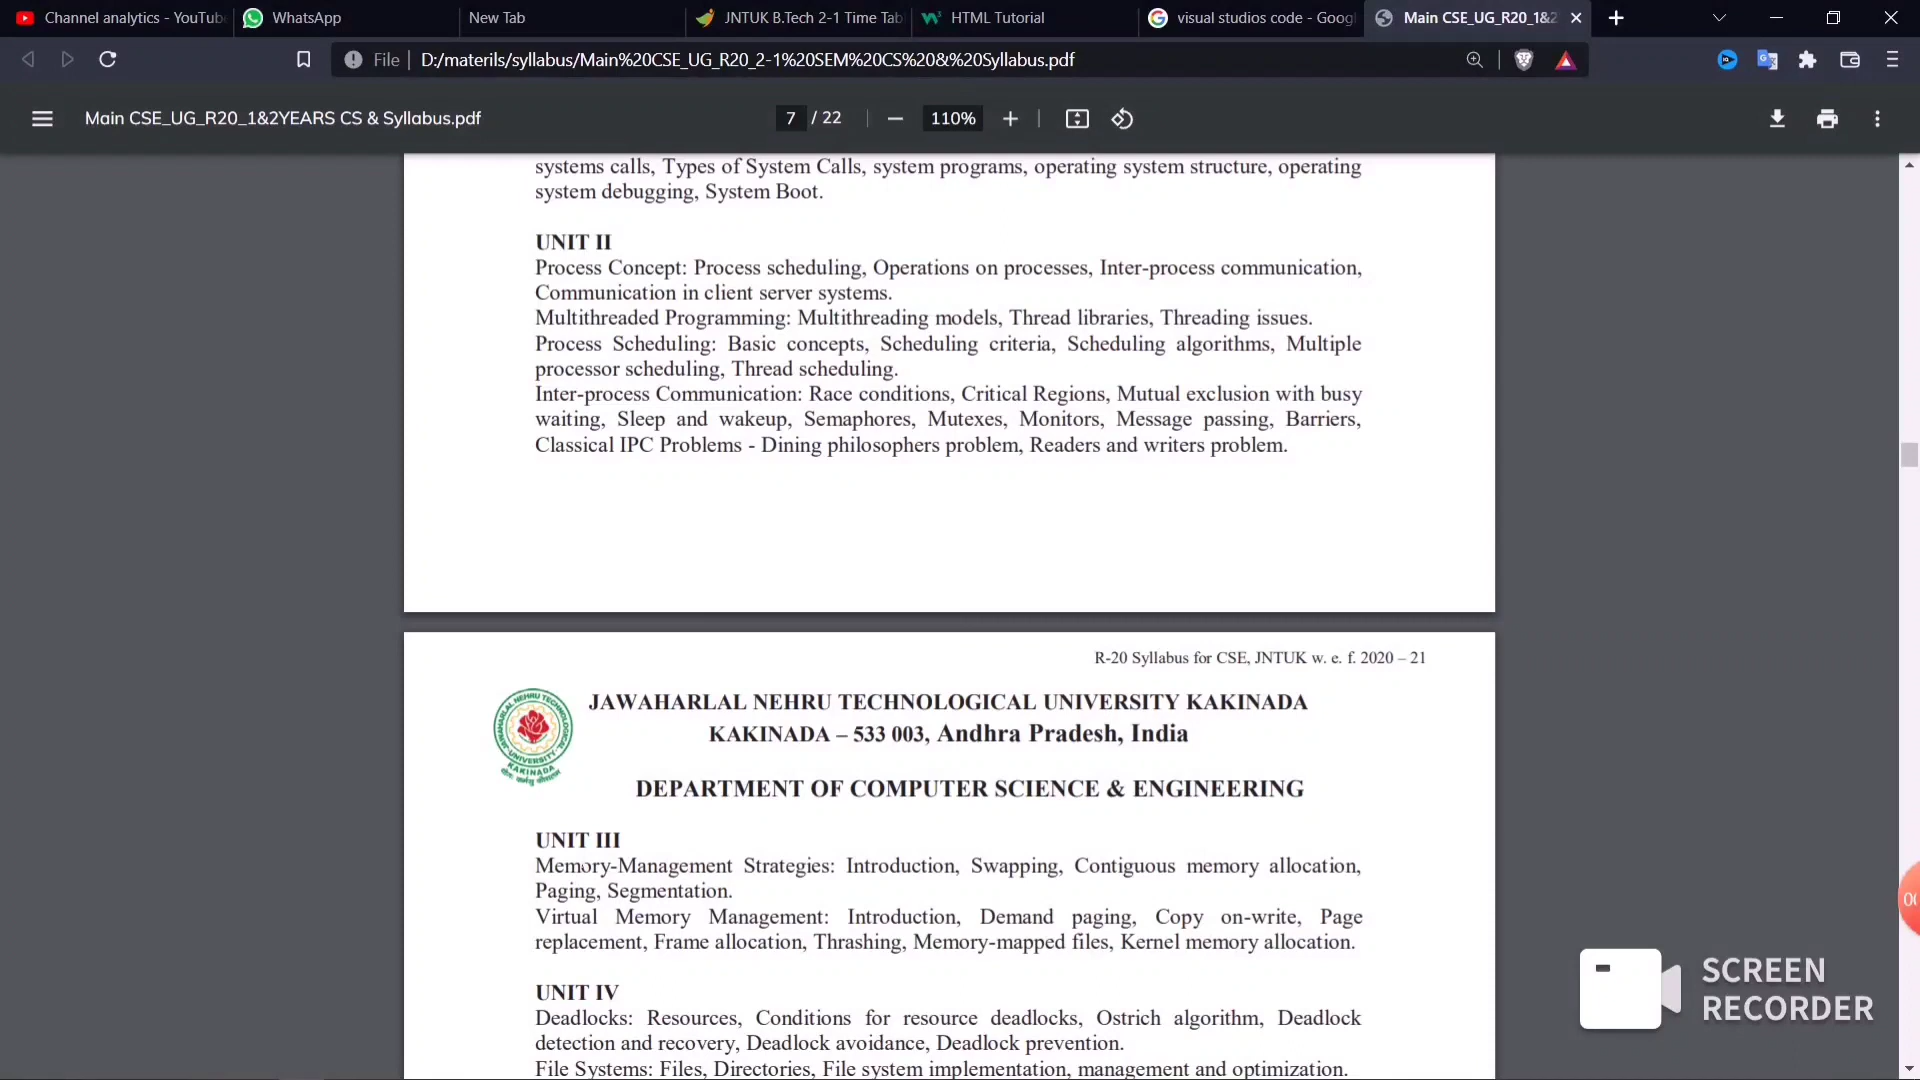 Channel analytics - YouTube
WhatsApp
New Tab
JNTUK B.Tech 2-1 Time Tab
HTML Tutorial
visual studios code - Googl
Main CSE_UG_R20_1&2
File
D:/materils/syllabus/Main%20CSE_UG_R20_2-1%20SEM%20CS%20&%20Syllabus.pdf
Main CSE_UG_R20_1&2YEARS CS & Syllabus.pdf
7 / 22
110%
systems calls, Types of System Calls, system programs, operating system structure, operating
system debugging, System Boot.
UNIT II
Process Concept: Process scheduling, Operations on processes, Inter-process communication,
Communication in client server systems.
Multithreaded Programming: Multithreading models, Thread libraries, Threading issues.
Process Scheduling: Basic concepts, Scheduling criteria, Scheduling algorithms, Multiple
processor scheduling, Thread scheduling.
Inter-process Communication: Race conditions, Critical Regions, Mutual exclusion with busy
waiting, Sleep and wakeup, Semaphores, Mutexes, Monitors, Message passing, Barriers,
Classical IPC Problems - Dining philosophers problem, Readers and writers problem.
R-20 Syllabus for CSE, JNTUK w. e. f. 2020 – 21
JAWAHARLAL NEHRU TECHNOLOGICAL UNIVERSITY KAKINADA
KAKINADA – 533 003, Andhra Pradesh, India
DEPARTMENT OF COMPUTER SCIENCE & ENGINEERING
UNIT III
Memory-Management Strategies: Introduction, Swapping, Contiguous memory allocation,
Paging, Segmentation.
Virtual Memory Management: Introduction, Demand paging, Copy on-write, Page
replacement, Frame allocation, Thrashing, Memory-mapped files, Kernel memory allocation.
UNIT IV
Deadlocks: Resources, Conditions for resource deadlocks, Ostrich algorithm, Deadlock
detection and recovery, Deadlock avoidance, Deadlock prevention.
File Systems: Files, Directories, File system implementation, management and optimization.
SCREEN
RECORDER